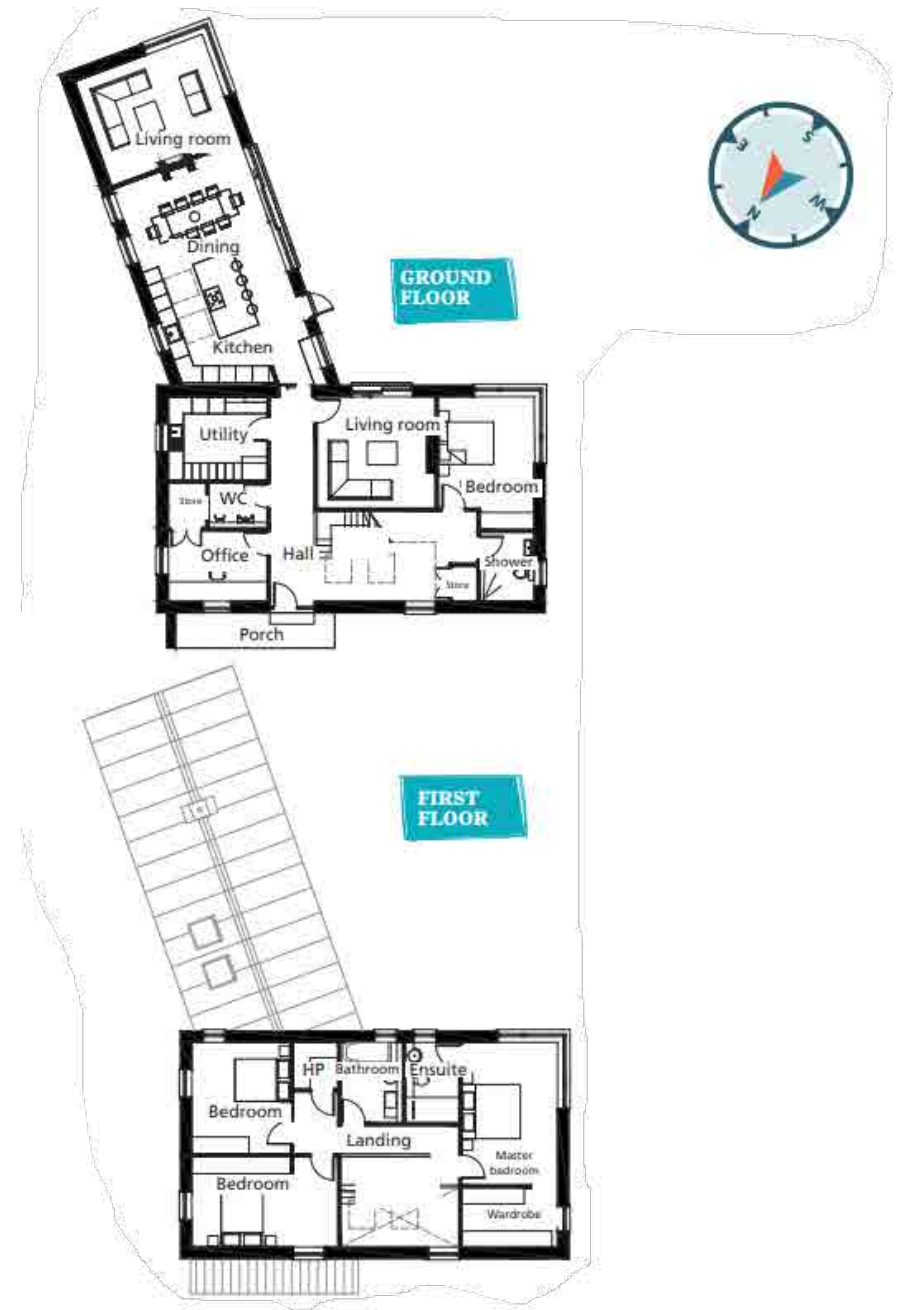 Living room
E
S
Dining
N
W
GROUND
FLOOR
Kitchen
Living room
Utility
Bedroom
Store
WC
Office
Hall
Shower
Store
Porch
FIRST
FLOOR
HP
Bathroom
Ensuite
Bedroom
Landing
Master
bedroom
Bedroom
Wardrobe